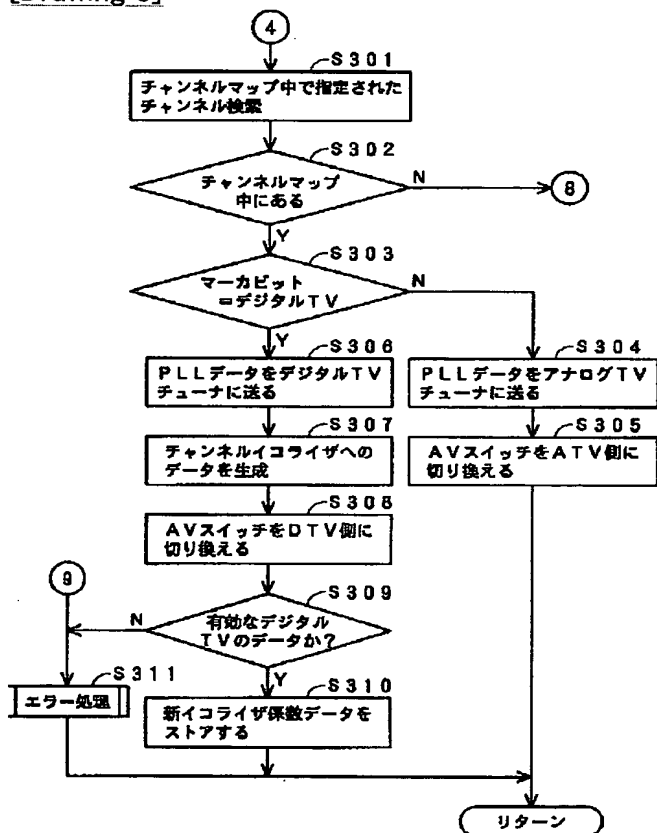 4
S301
チャンネルマップ中で指定された
チャンネル検索
S302
チャンネルマップ
中にある
N
8
Y
S303
マーカビット
=デジタルTV
N
Y
S306
PLLデータをデジタルTV
チューナに送る
S304
PLLデータをアナログTV
チューナに送る
S307
チャンネルイコライザへの
データを生成
S305
AVスイッチをATV側に
切り換える
S308
AVスイッチをDTV側に
切り換える
9
S309
有効なデジタル
TVのデータか?
N
Y
S311
エラー処理
S310
新イコライザ係数データを
ストアする
リターン